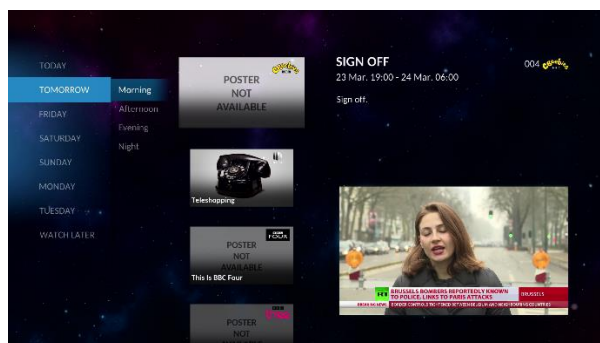 TODAY
TOMORROW
FRIDAY
SATURDAY
SUNDAY
MONDAY
TUESDAY
WATCH LATER
Morning
Afternoon
Evening
Night
POSTER
NOT
AVAILABLE
Teleshopping
FOUR
POSTER
NOT
AVAILABLE
This Is BBC Four
POSTER
NOT
SIGN OFF
23 Mar. 19:00 - 24 Mar. 06:00
Sign off.
004
BRUSSELS BOMBERS REPORTEDLY KNOWN
TO POLICE, LINKS TO PARIS ATTACKS
BRUSSELS